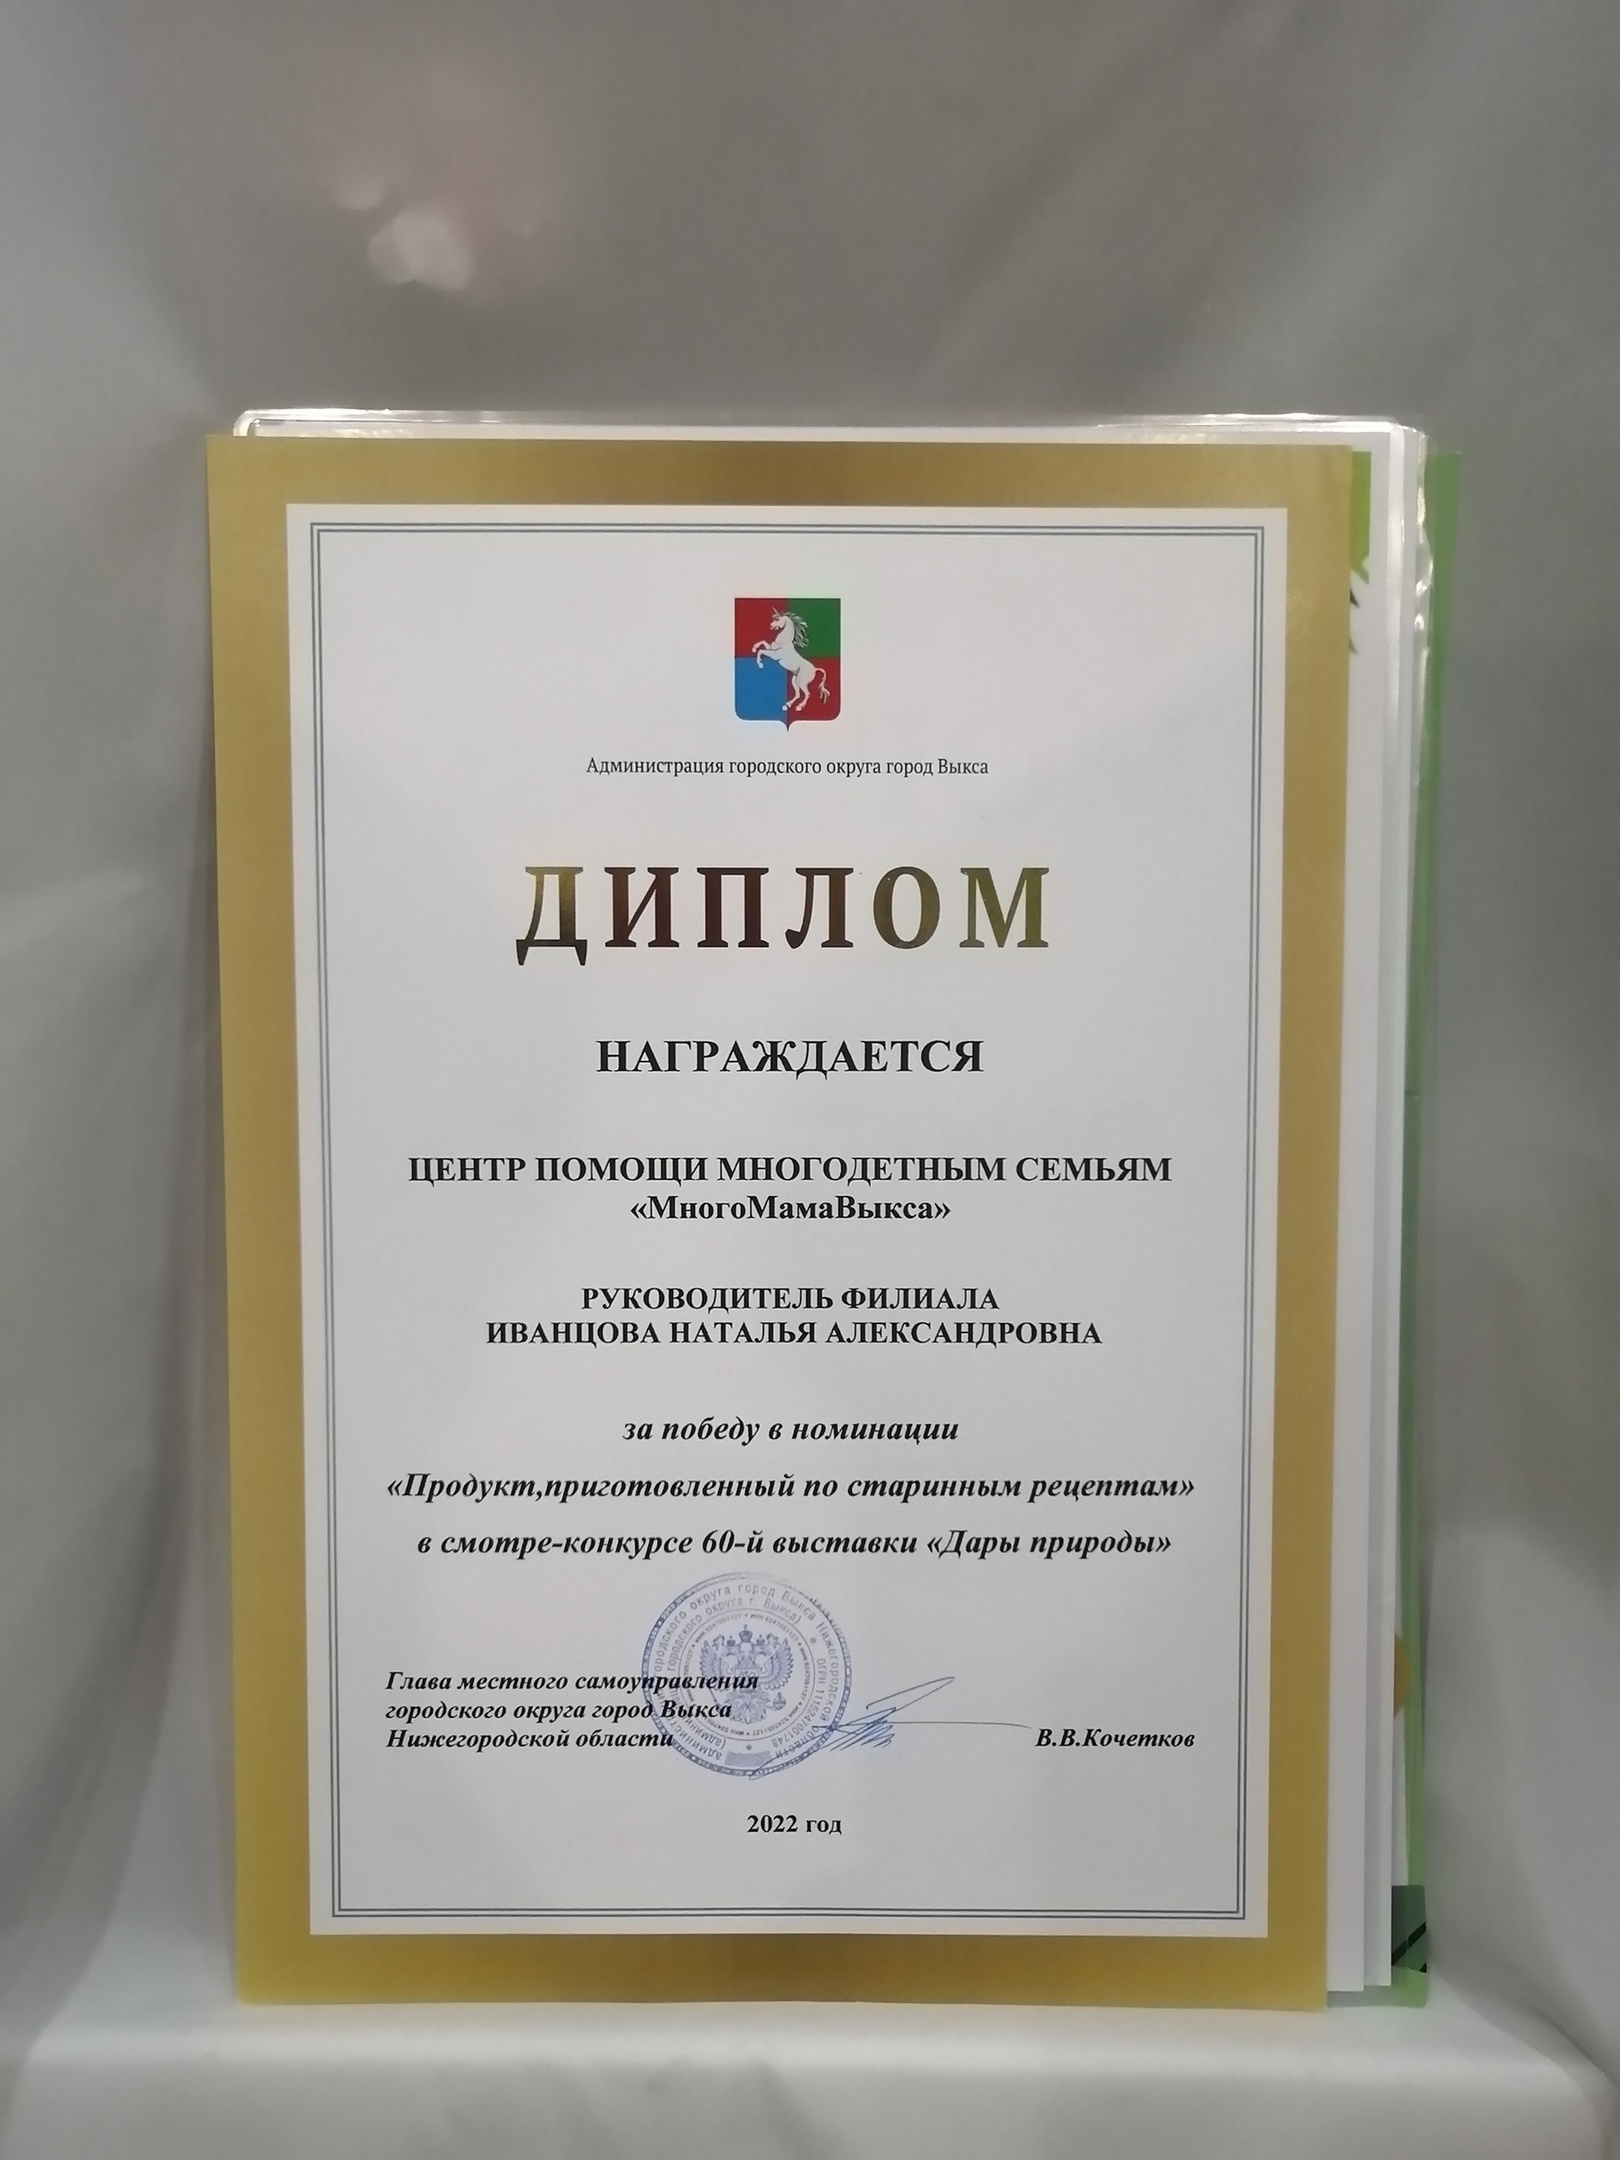 Администрация городского округа город Выкса
ДИПЛОМ
НАГРАЖДАЕТСЯ
ЦЕНТР ПОМОЩИ МНОГОДЕТНЫМ СЕМЬЯМ
«МногоМамаВыкса»
РУКОВОДИТЕЛЬ ФИЛИАЛА
ИВАНЦОВА НАТАЛЬЯ АЛЕКСАНДРОВНА
за победу в номинации
«Продукт,приготовленный по старинным рецептам»
в смотре-конкурсе 60-й выставки «Дары природы»
Глава местного самоуправления
городского округа город Выкса
Нижегородской области
В.В.Кочетков
2022 год